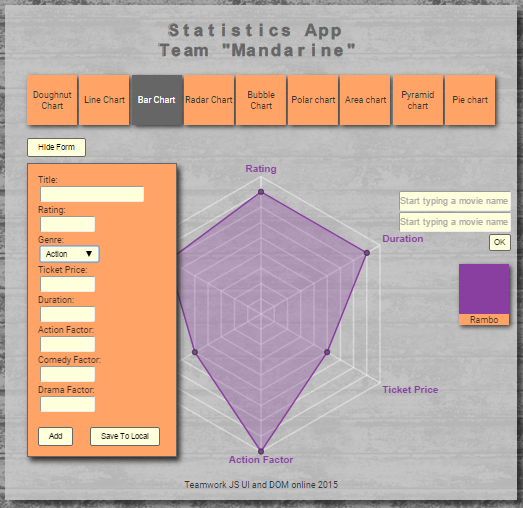 Statistics App
Team "Mandarine"
Doughnut Chart
Line Chart
Bar Chart
Radar Chart
Bubble Chart
Polar chart
Area chart
Pyramid chart
Pie chart
Hide Form
Title:
Rating:
Genre:
Action
Ticket Price:
Duration:
Action Factor:
Comedy Factor:
Drama Factor:
Add
Save To Local
Rating
Duration
Ticket Price
Action Factor
Start typing a movie name
Start typing a movie name
OK
Rambo
Teamwork JS UI and DOM online 2015